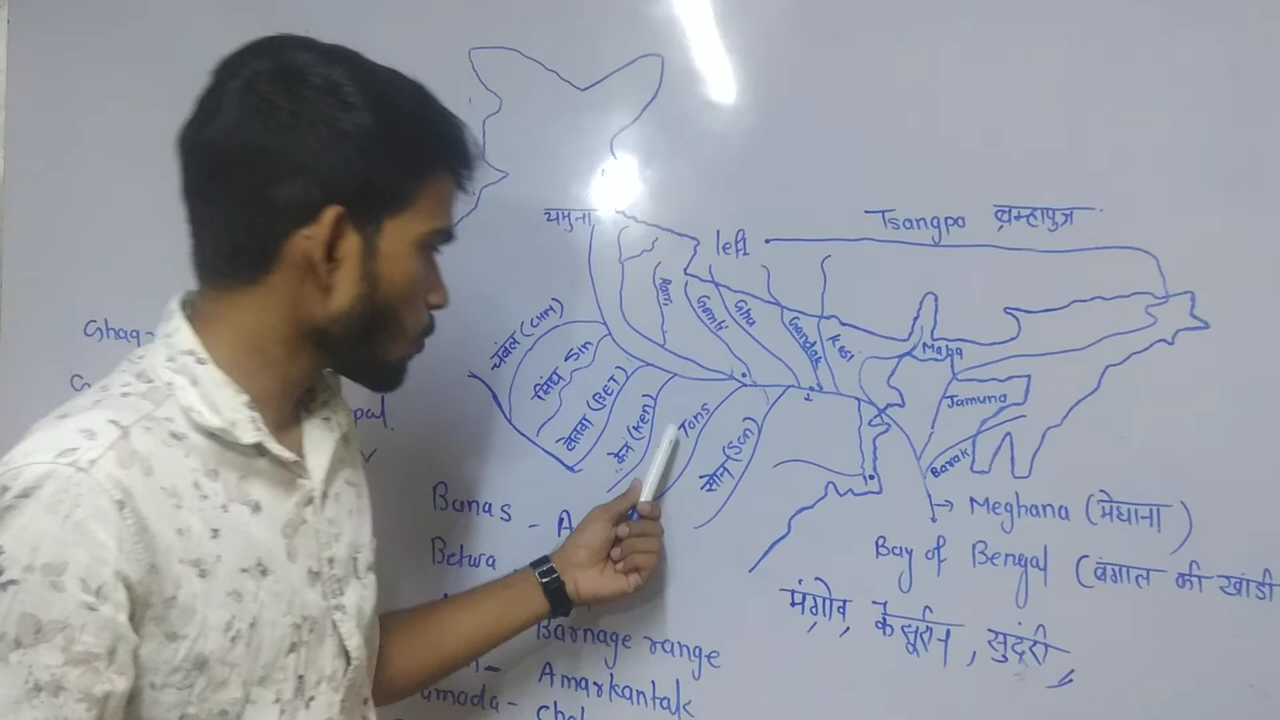 यमुना
left
Tsangpo ब्रम्हापुत्र
चंबल (CHM)
सिंध Sin
बेतवा (BET)
केन (Ken)
Tons
सोन (Son)
Ram
Gomti
Gha
Gandak
Kosi
Maha
Jamuna
Barak
Ghag-
pal.
Banas - A
Betwa
Barnage range
Amarkantak
amoda-
→ Meghana (मेघाना)
Bay of Bengal (बंगाल की खाडी
मंग्रोव, केसूरीन, सुंदरी,